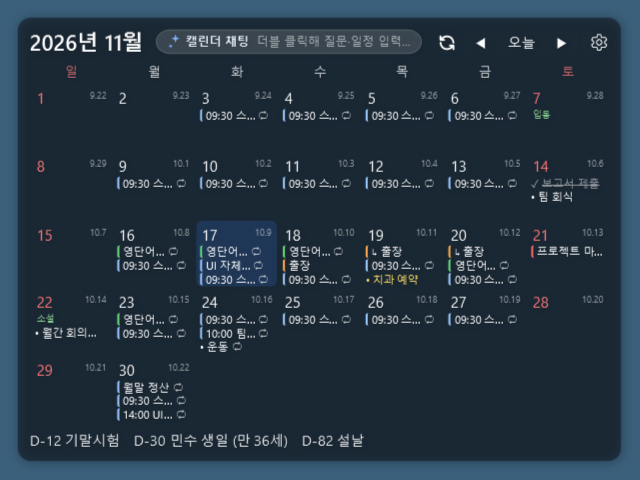 2026년 11월 캘린더 채팅 더블 클릭해 질문·일정 입력... 오늘
일 월 화 수 목 금 토
1 9.22 2 9.23 3 9.24 4 9.25 5 9.26 6 9.27 7 9.28
09:30 스... 09:30 스... 09:30 스... 09:30 스... 입동
8 9.29 9 10.1 10 10.2 11 10.3 12 10.4 13 10.5 14 10.6
09:30 스... 09:30 스... 09:30 스... 09:30 스... 09:30 스... ✓ 보고서 제출
• 팀 회식
15 10.7 16 10.8 17 10.9 18 10.10 19 10.11 20 10.12 21 10.13
영단어... 영단어... 영단어... ↳ 출장 ↳ 출장 프로젝트 마...
09:30 스... UI 자체... 출장 09:30 스... 영단어...
09:30 스... 09:30 스... • 치과 예약 09:30 스...
22 10.14 23 10.15 24 10.16 25 10.17 26 10.18 27 10.19 28 10.20
소설 영단어... 09:30 스... 09:30 스... 09:30 스... 09:30 스...
• 월간 회의... 09:30 스... 10:00 팀...
• 운동
29 10.21 30 10.22
월말 정산
09:30 스...
14:00 UI...
D-12 기말시험 D-30 민수 생일 (만 36세) D-82 설날